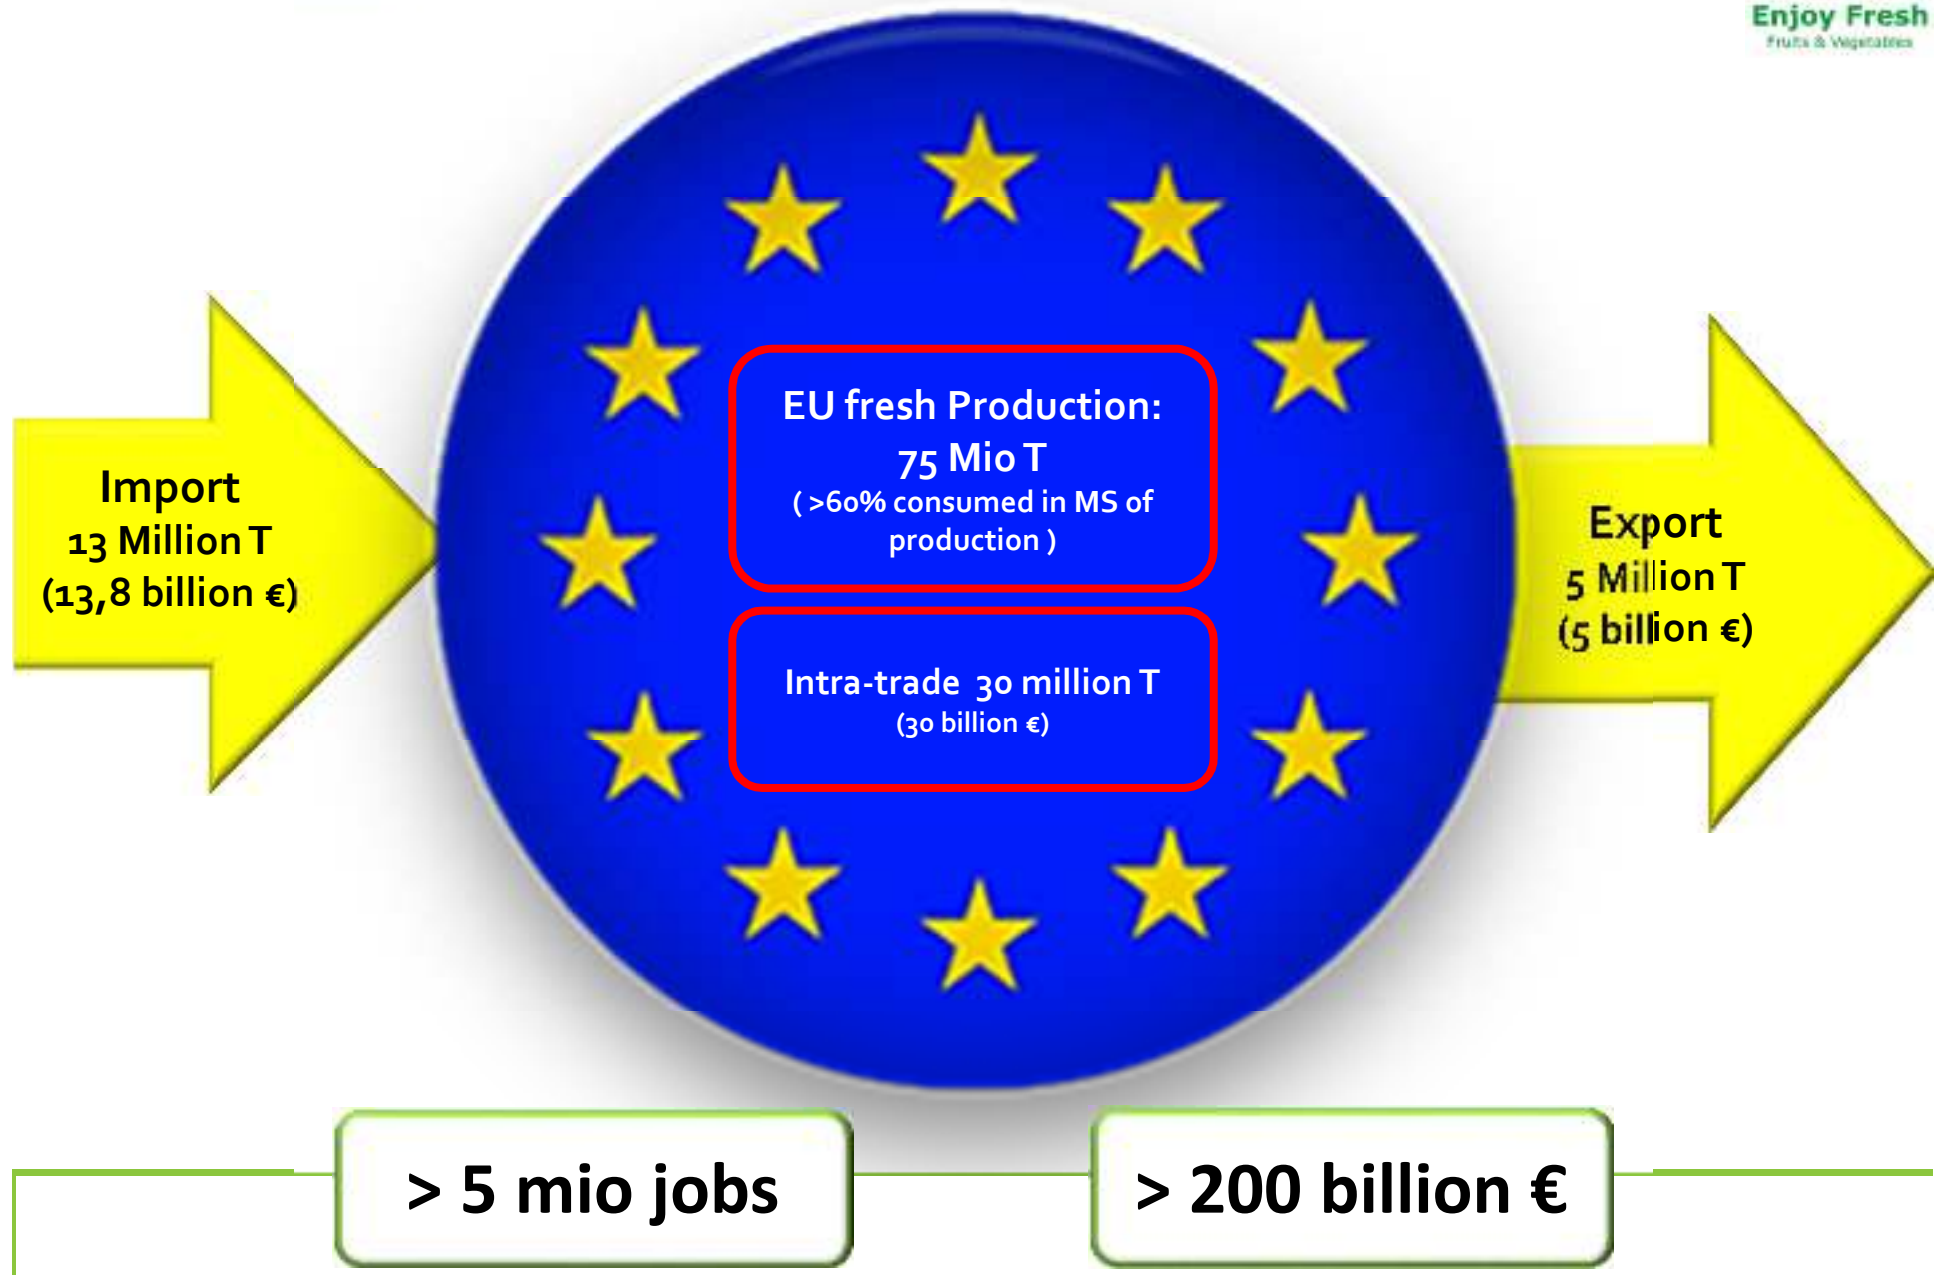 Enjoy Fresh
Fruits & Vegetables
EU fresh Production:
75 Mio T
( >60% consumed in MS of
production )
Import
13 Million T
(13,8 billion €)
Export
5 Million T
(5 billion €)
Intra-trade 30 million T
(30 billion €)
> 5 mio jobs
> 200 billion €